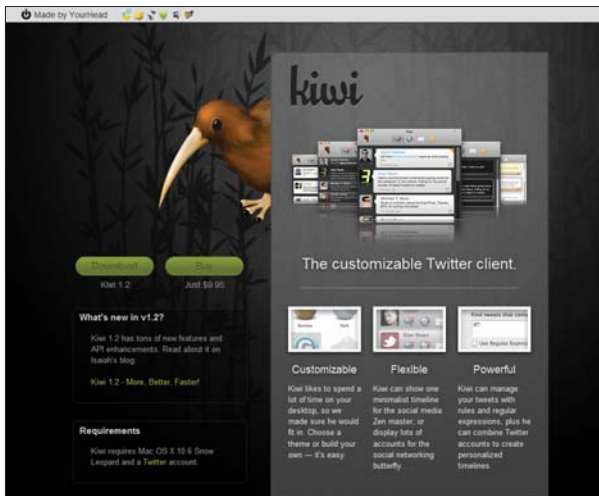 Made by YourHead
kiwi
Download
Buy
Kiwi 1.2
Just $9.95
The customizable Twitter client.
What's new in v1.2?
Kiwi 1.2 has tons of new features and
API enhancements. Read about it on
Isaiah's blog:
Kiwi 1.2 - More, Better, Faster!
Requirements
Kiwi requires Mac OS X 10.6 Snow
Leopard and a Twitter account.
Customizable
Kiwi likes to spend a
lot of time on your
desktop, so we
made sure he would
fit in. Choose a
theme or build your
own — it's easy.
Flexible
Kiwi can show one
minimalist timeline
for the social media
Zen master, or
display lots of
accounts for the
social networking
butterfly.
Find tweets that
Use Regular
Powerful
Kiwi can manage
your tweets with
rules and regular
expressions, plus he
can combine Twitter
accounts to create
personalized
timelines.